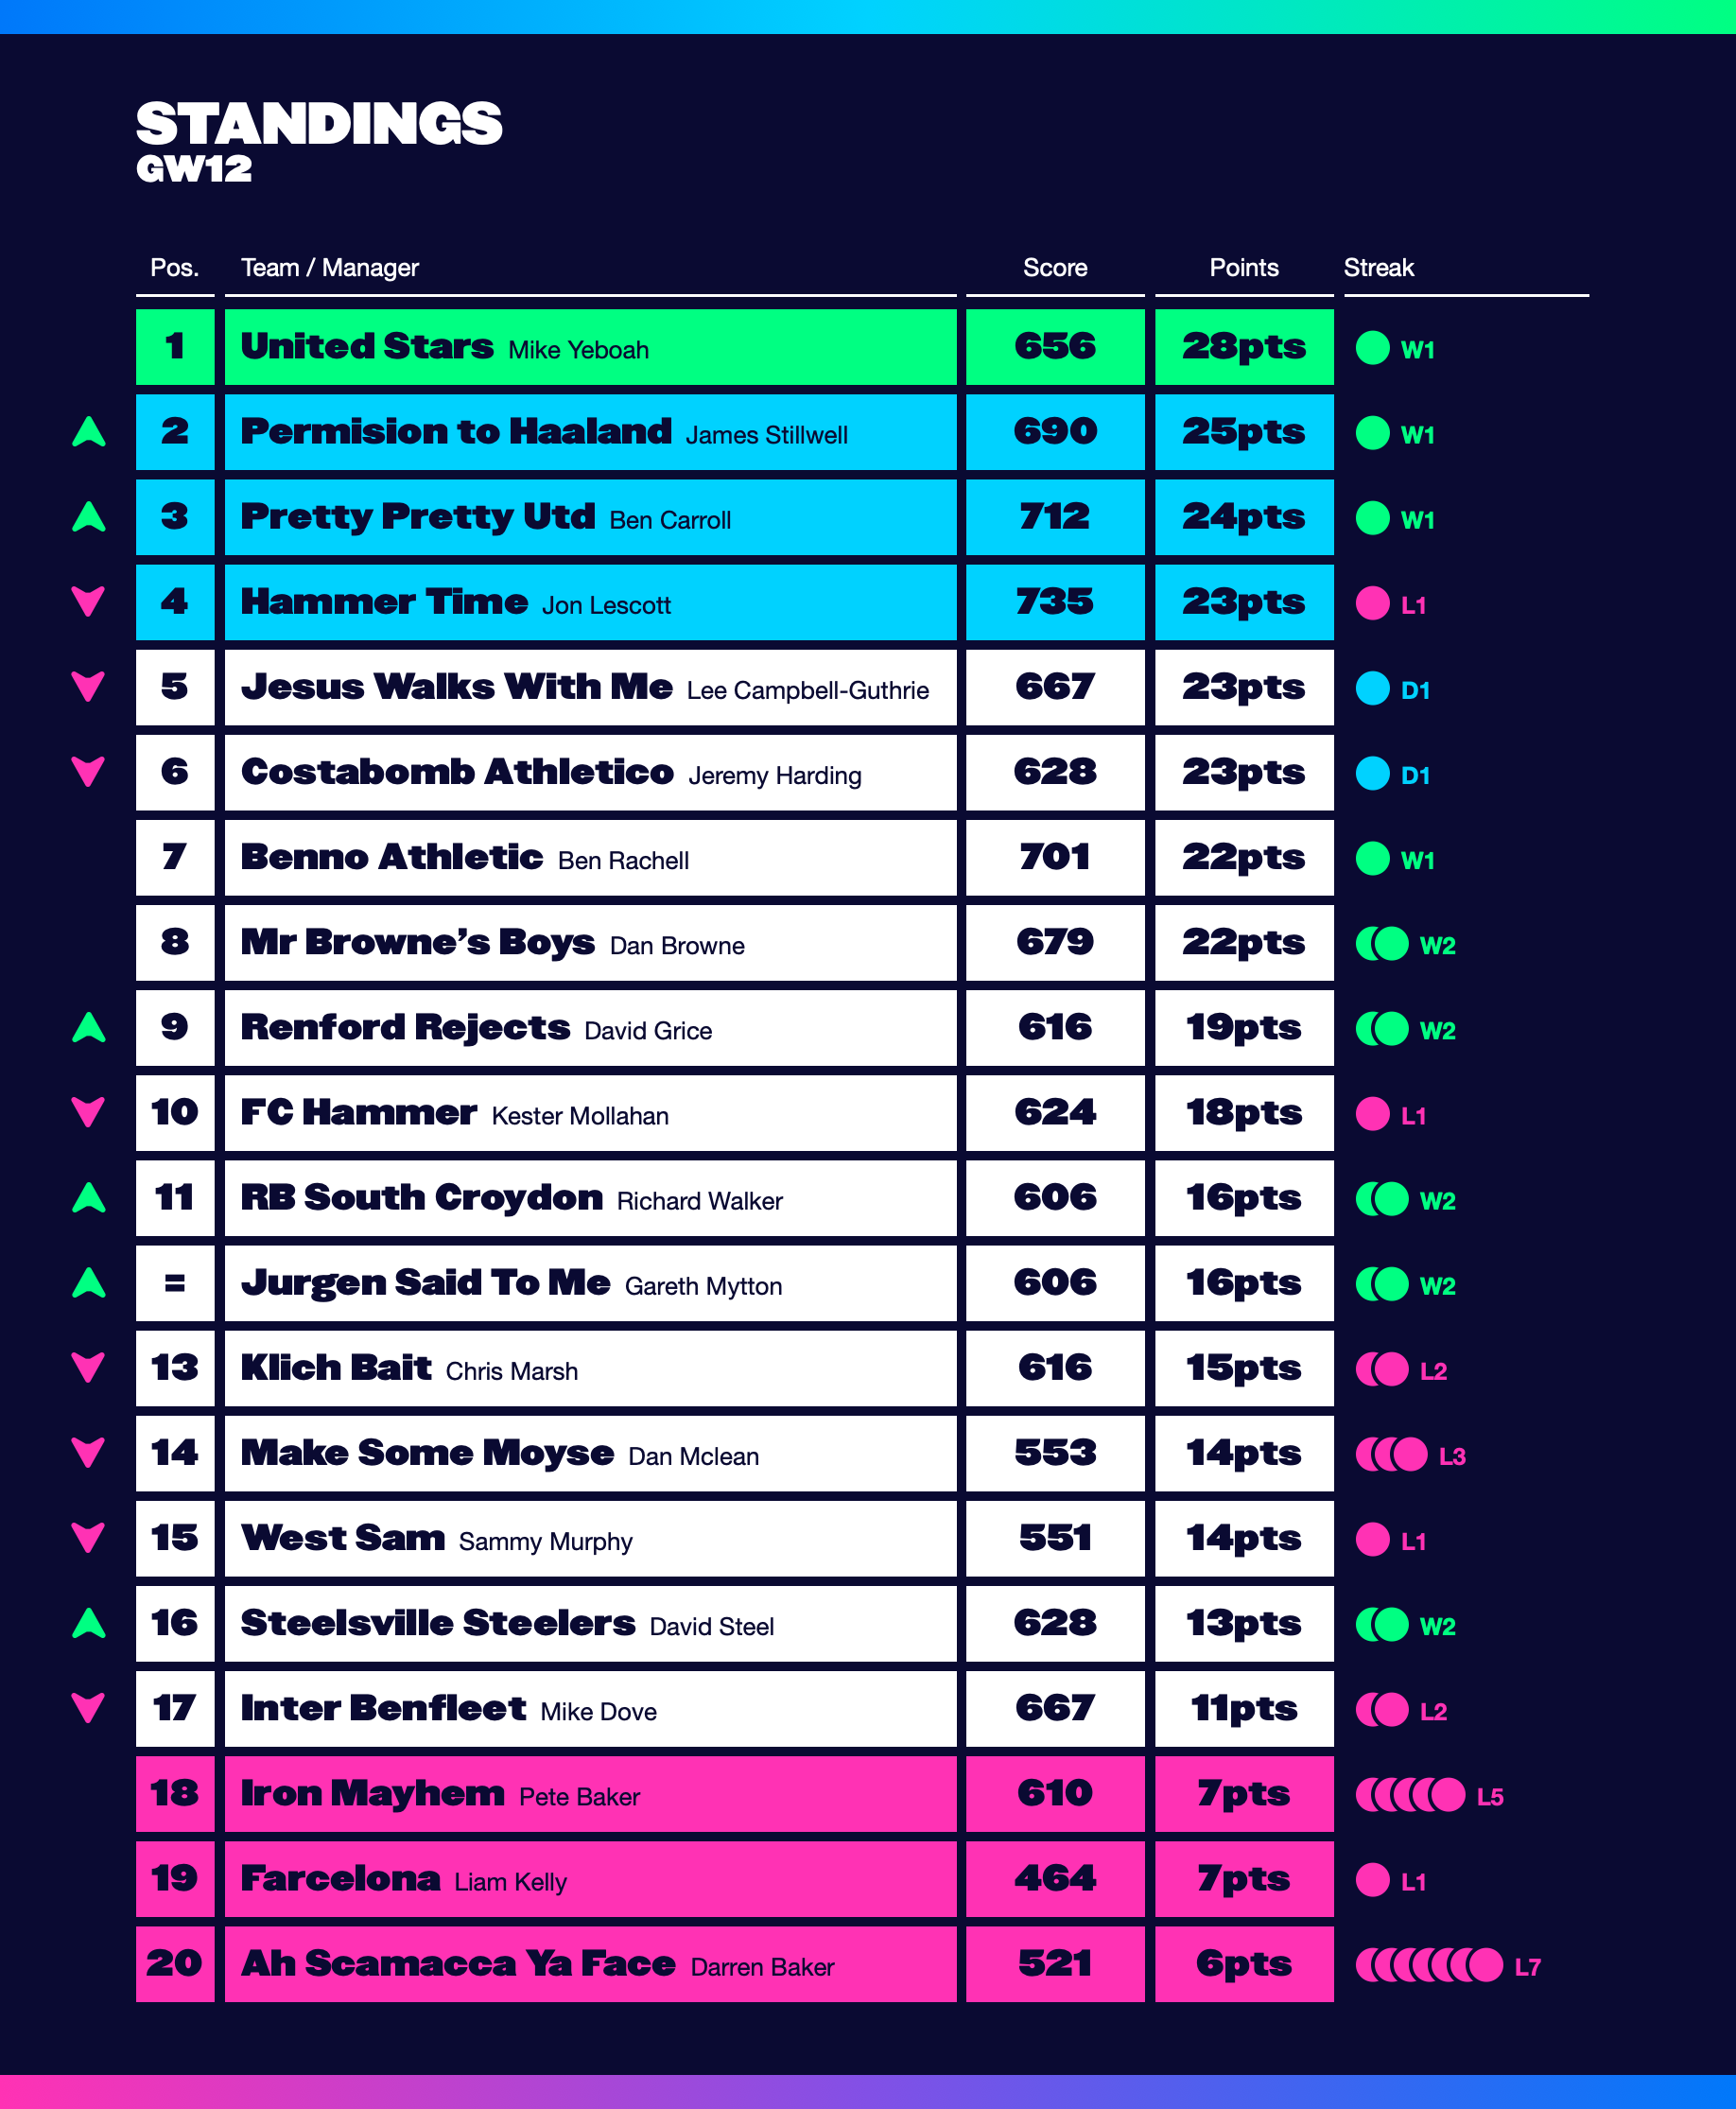 STANDINGS
GW12
Pos. Team / Manager Score Points Streak
1 United Stars Mike Yeboah 656 28pts W1
2 Permision to Haaland James Stillwell 690 25pts W1
3 Pretty Pretty Utd Ben Carroll 712 24pts W1
4 Hammer Time Jon Lescott 735 23pts L1
5 Jesus Walks With Me Lee Campbell-Guthrie 667 23pts D1
6 Costabomb Athletico Jeremy Harding 628 23pts D1
7 Benno Athletic Ben Rachell 701 22pts W1
8 Mr Browne’s Boys Dan Browne 679 22pts W2
9 Renford Rejects David Grice 616 19pts W2
10 FC Hammer Kester Mollahan 624 18pts L1
11 RB South Croydon Richard Walker 606 16pts W2
= Jurgen Said To Me Gareth Mytton 606 16pts W2
13 Klich Bait Chris Marsh 616 15pts L2
14 Make Some Moyse Dan Mclean 553 14pts L3
15 West Sam Sammy Murphy 551 14pts L1
16 Steelsville Steelers David Steel 628 13pts W2
17 Inter Benfleet Mike Dove 667 11pts L2
18 Iron Mayhem Pete Baker 610 7pts L5
19 Farcelona Liam Kelly 464 7pts L1
20 Ah Scamacca Ya Face Darren Baker 521 6pts L7